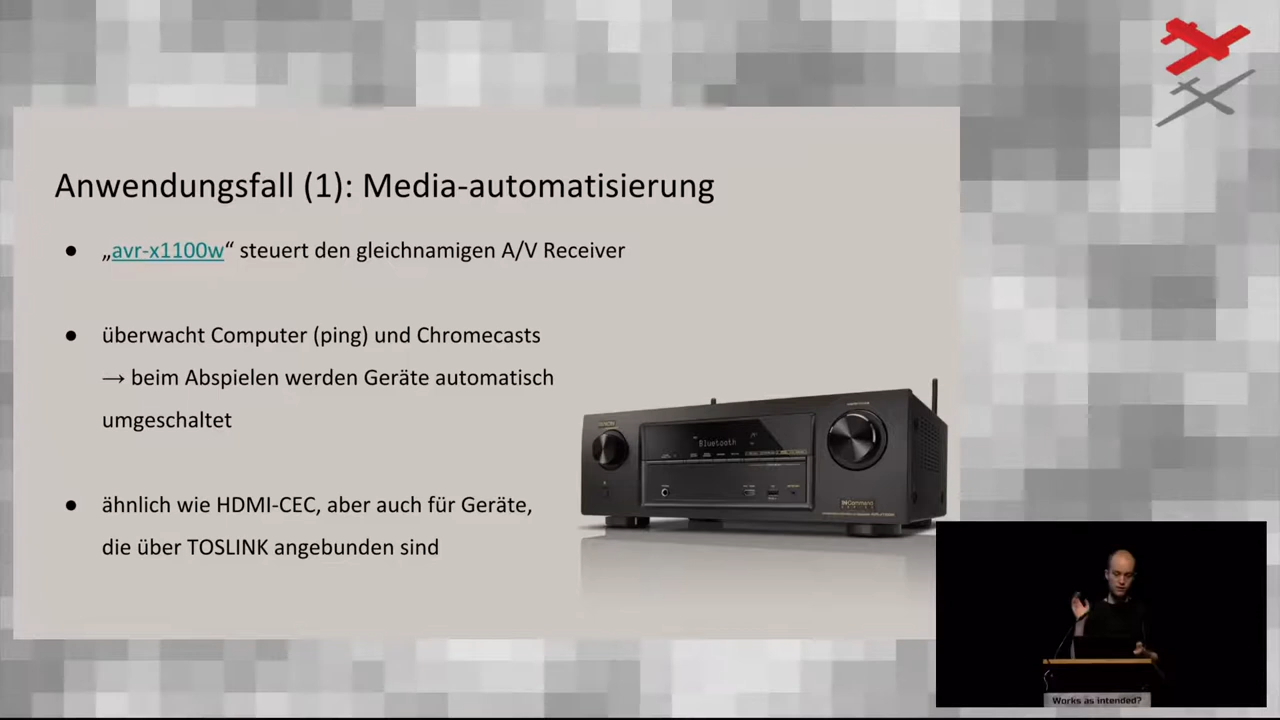 Anwendungsfall (1): Media-automatisierung
● „avr-x1100w“ steuert den gleichnamigen A/V Receiver
● überwacht Computer (ping) und Chromecasts
→ beim Abspielen werden Geräte automatisch
umgeschaltet
Bluetooth
● ähnlich wie HDMI-CEC, aber auch für Geräte,
die über TOSLINK angebunden sind
Works as intended?